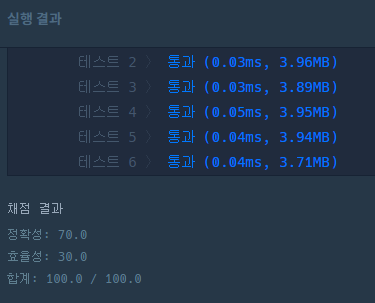 실행 결과
테스트 2 > 통과 (0.03ms, 3.96MB)
테스트 3 > 통과 (0.03ms, 3.89MB)
테스트 4 > 통과 (0.05ms, 3.95MB)
테스트 5 > 통과 (0.04ms, 3.94MB)
테스트 6 > 통과 (0.04ms, 3.71MB)
채점 결과
정확성: 70.0
효율성: 30.0
합계: 100.0 / 100.0